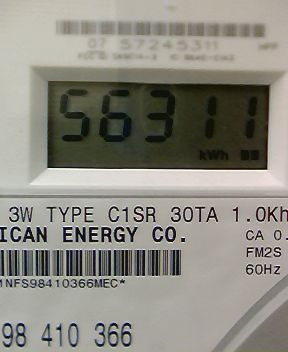 07 57245311
56311
kWh
3W TYPE C1SR 30TA 1.0Kh
ICAN ENERGY CO.
CA 0.
FM2S
60Hz
NFS98410366MEC*
98 410 366